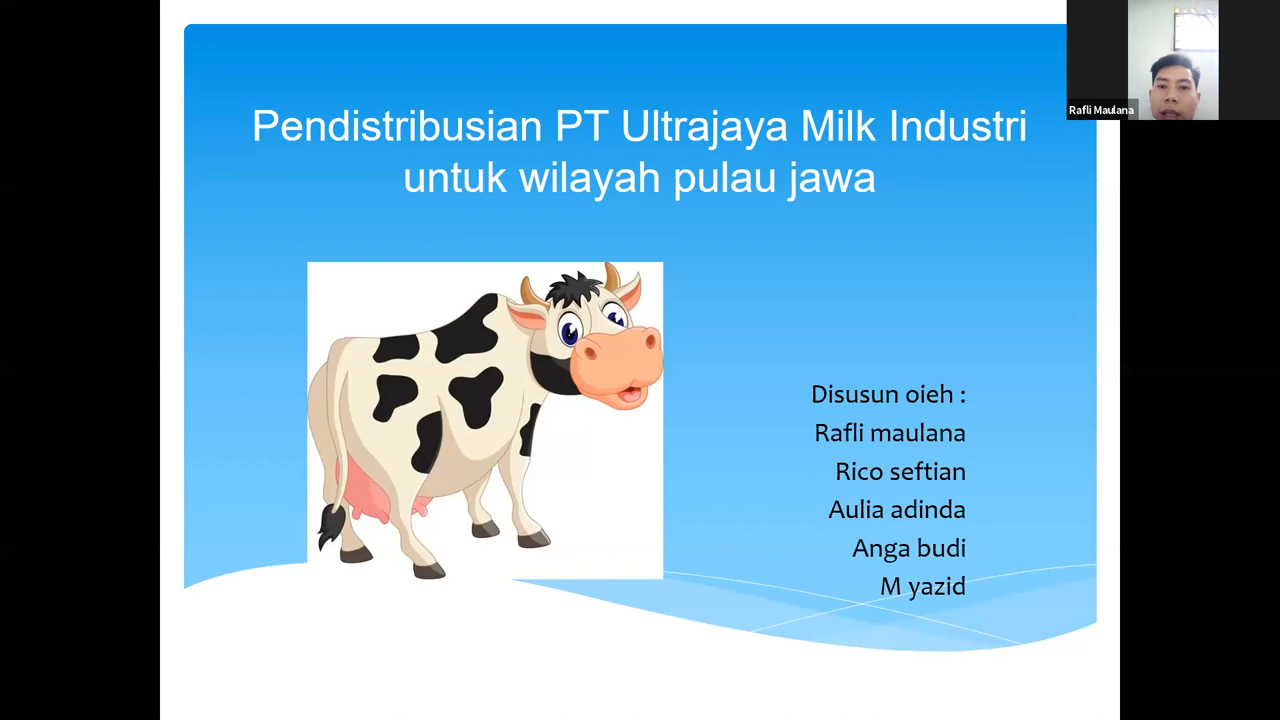 Pendistribusian PT Ultrajaya Milk Industri
untuk wilayah pulau jawa
Rafli Maulana
Disusun oieh :
Rafli maulana
Rico seftian
Aulia adinda
Anga budi
M yazid